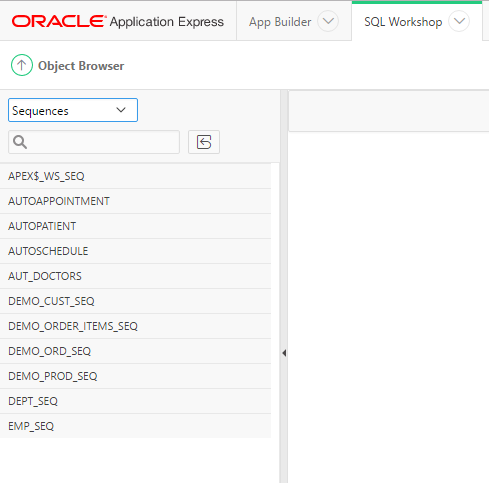 ORACLE Application Express App Builder SQL Workshop
Object Browser
Sequences
APEX$_WS_SEQ
AUTOAPPOINTMENT
AUTOPATIENT
AUTOSCHEDULE
AUT_DOCTORS
DEMO_CUST_SEQ
DEMO_ORDER_ITEMS_SEQ
DEMO_ORD_SEQ
DEMO_PROD_SEQ
DEPT_SEQ
EMP_SEQ